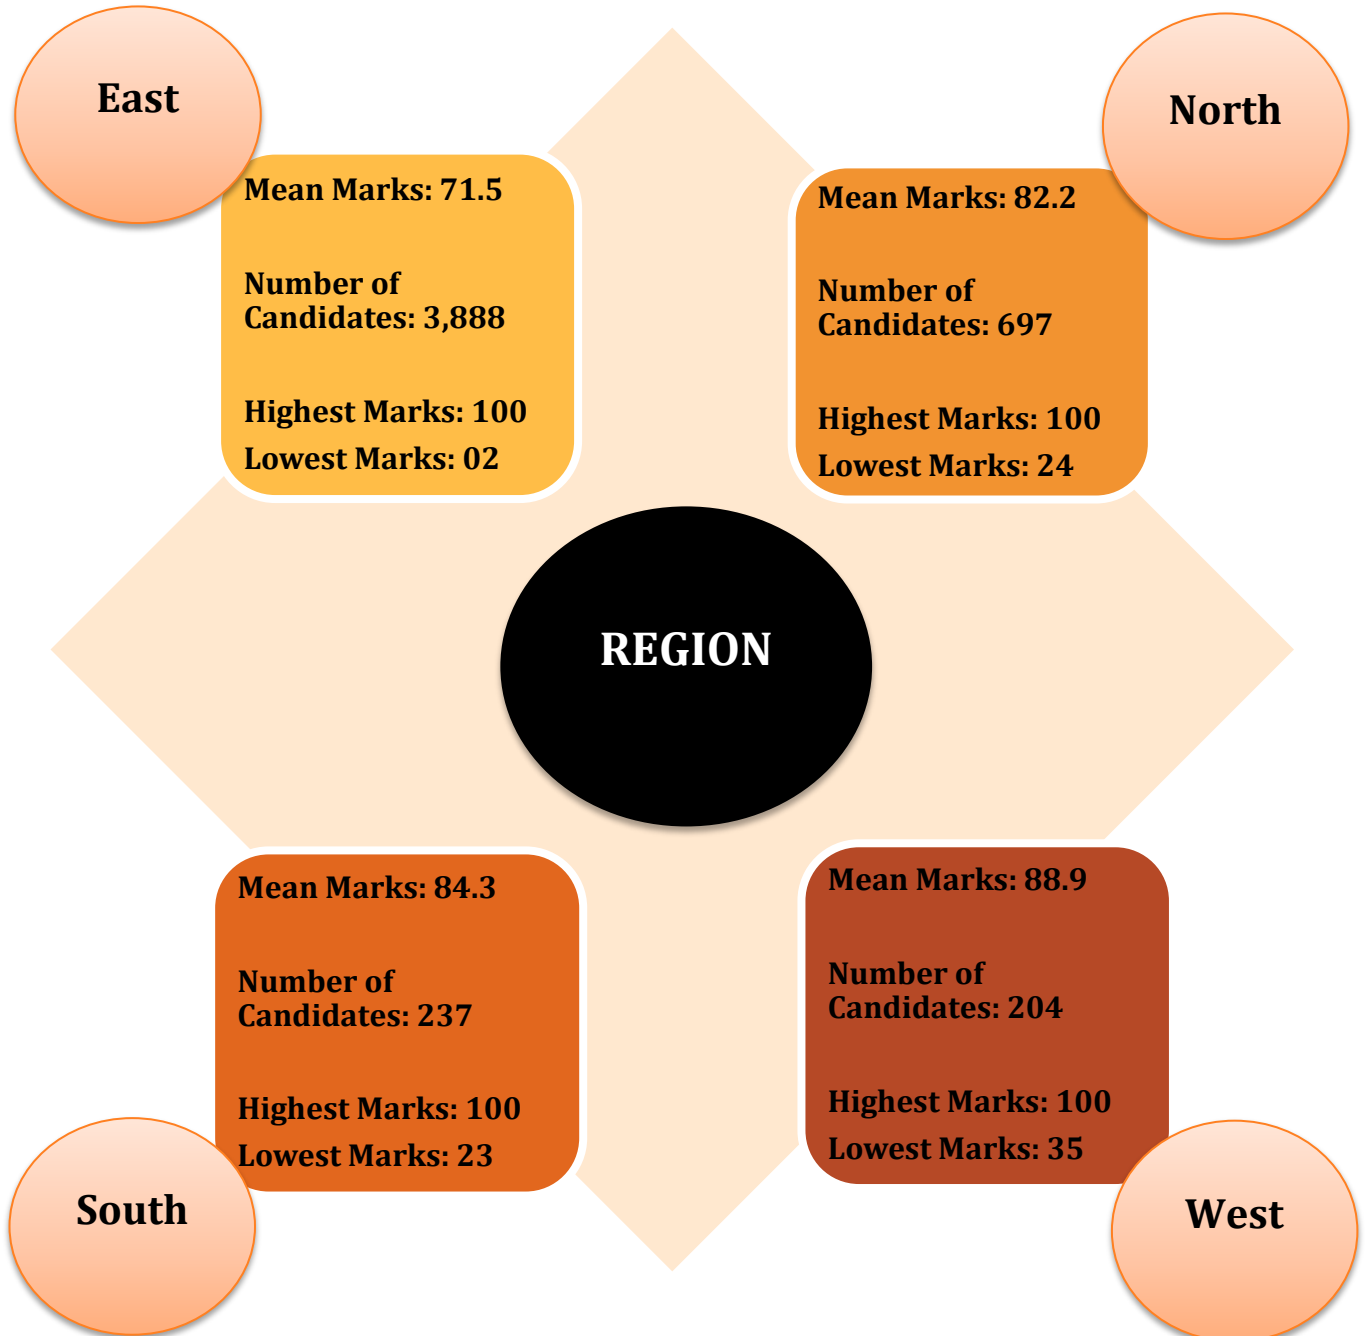 East
Mean Marks: 71.5
Number of
Candidates: 3,888
Highest Marks: 100
Lowest Marks: 02
North
Mean Marks: 82.2
Number of
Candidates: 697
Highest Marks: 100
Lowest Marks: 24
REGION
Mean Marks: 84.3
Number of
Candidates: 237
Highest Marks: 100
Lowest Marks: 23
South
Mean Marks: 88.9
Number of
Candidates: 204
Highest Marks: 100
Lowest Marks: 35
West